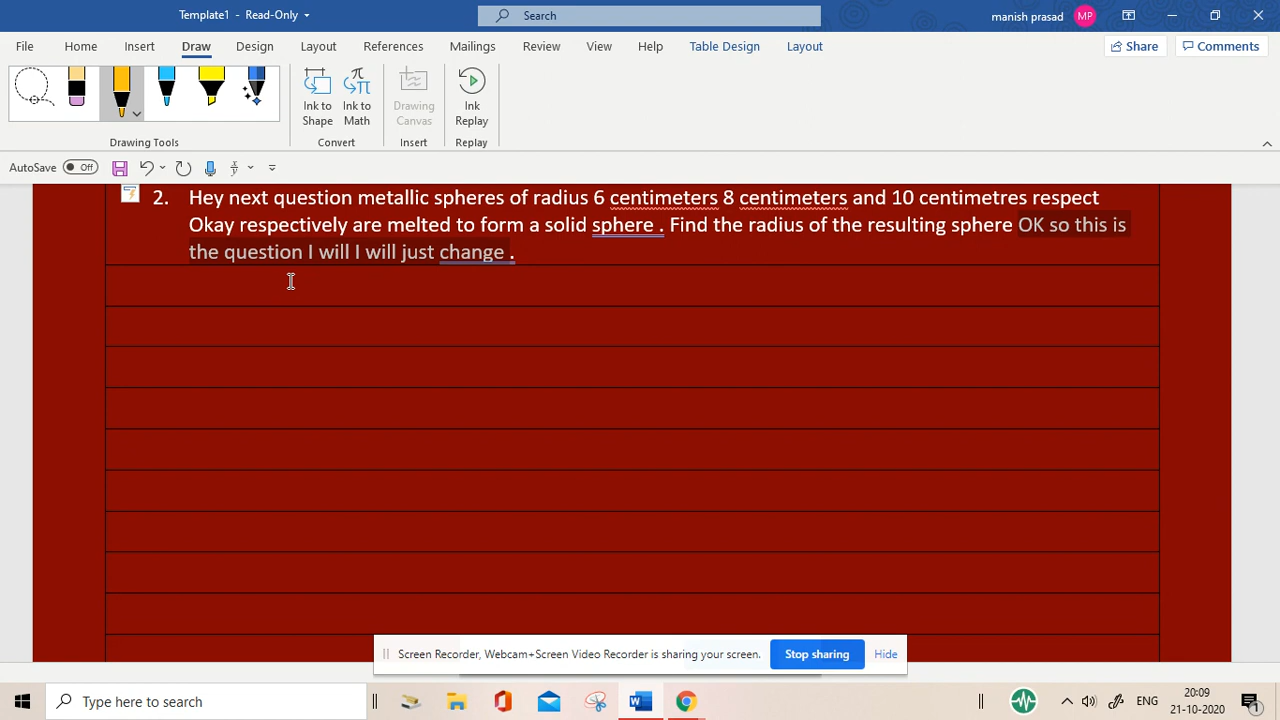 Template1 - Read-Only
Search
manish prasad
MP
File Home Insert Draw Design Layout References Mailings Review View Help Table Design Layout
Share
Comments
Ink to Shape
Ink to Math
Drawing Canvas
Ink Replay
Drawing Tools
Convert
Insert
Replay
AutoSave Off
2. Hey next question metallic spheres of radius 6 centimeters 8 centimeters and 10 centimetres respect
Okay respectively are melted to form a solid sphere . Find the radius of the resulting sphere OK so this is
the question I will I will just change .
Screen Recorder, Webcam+Screen Video Recorder is sharing your screen.
Stop sharing
Hide
Type here to search
ENG
20:09
21-10-2020
1